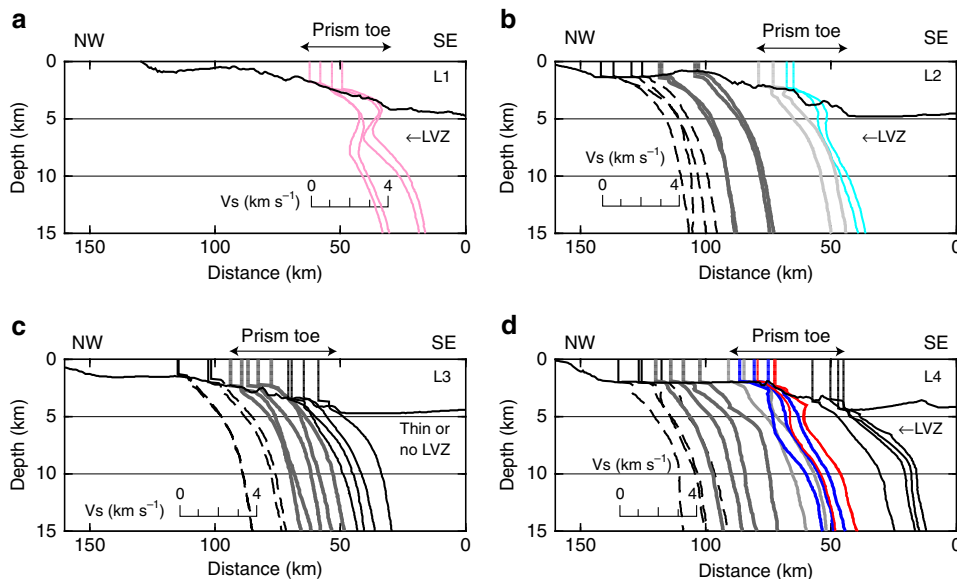 a
Prism toe
NW
SE
L1
0
5
10
15
Depth (km)
←LVZ
0
4
Vs (km s⁻¹)
150
100
50
0
Distance (km)
b
Prism toe
NW
SE
L2
0
5
10
15
Depth (km)
←LVZ
Vs (km s⁻¹)
0
4
150
100
50
0
Distance (km)
c
Prism toe
NW
SE
L3
0
5
10
15
Depth (km)
Thin or
no LVZ
0
4
Vs (km s⁻¹)
150
100
50
0
Distance (km)
d
Prism toe
NW
SE
L4
0
5
10
15
Depth (km)
←LVZ
Vs (km s⁻¹)
0
4
150
100
50
0
Distance (km)